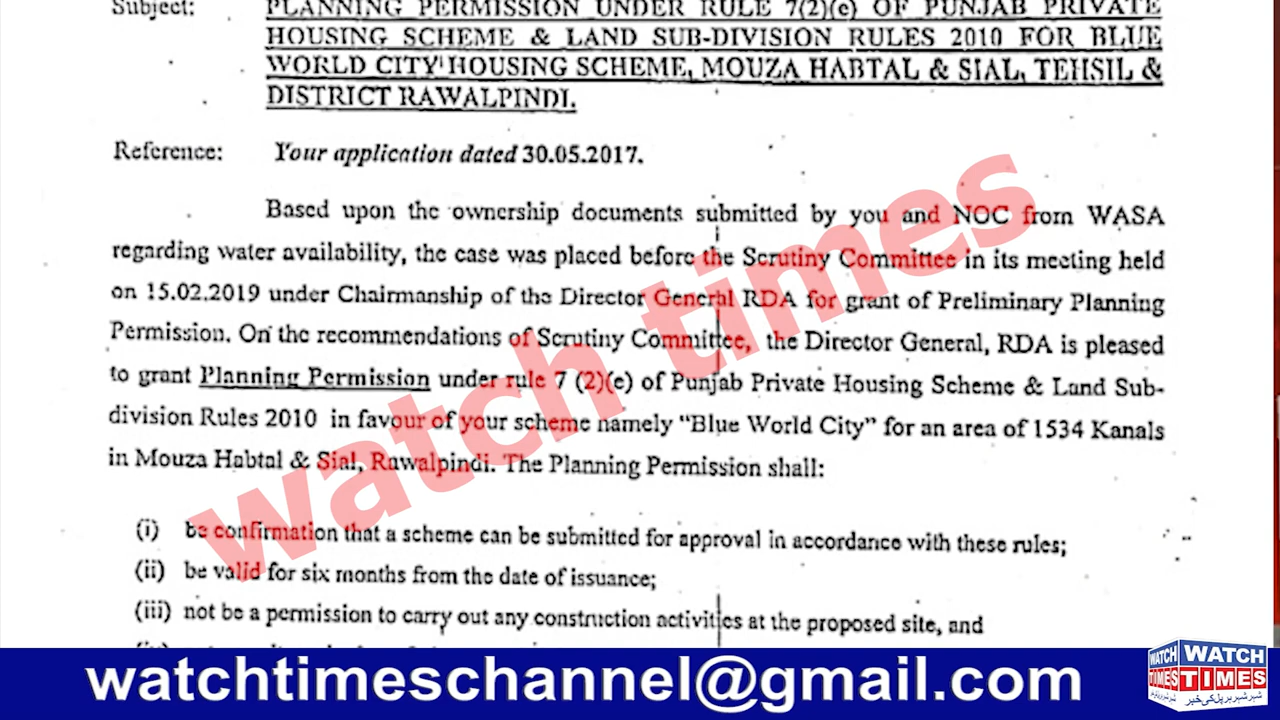 Subject: PLANNING PERMISSION UNDER RULE 7(2)(e) OF PUNJAB PRIVATE
HOUSING SCHEME & LAND SUB-DIVISION RULES 2010 FOR BLUE
WORLD CITY HOUSING SCHEME, MOUZA HABTAL & SIAL, TEHSIL &
DISTRICT RAWALPINDI.
Reference: Your application dated 30.05.2017.
Based upon the ownership documents submitted by you and NOC from WASA
regarding water availability, the case was placed before the Scrutiny Committee in its meeting held
on 15.02.2019 under Chairmanship of the Director General RDA for grant of Preliminary Planning
Permission. On the recommendations of Scrutiny Committee, the Director General, RDA is pleased
to grant Planning Permission under rule 7 (2)(e) of Punjab Private Housing Scheme & Land Sub-
division Rules 2010 in favour of your scheme namely “Blue World City” for an area of 1534 Kanals
in Mouza Habtal & Sial, Rawalpindi. The Planning Permission shall:
(i) be confirmation that a scheme can be submitted for approval in accordance with these rules;
(ii) be valid for six months from the date of issuance;
(iii) not be a permission to carry out any construction activities at the proposed site, and
watch times
watchtimeschannel@gmail.com
WATCH TIMES
WATCH
TIMES
شہر شہر ہر پل کی خبر